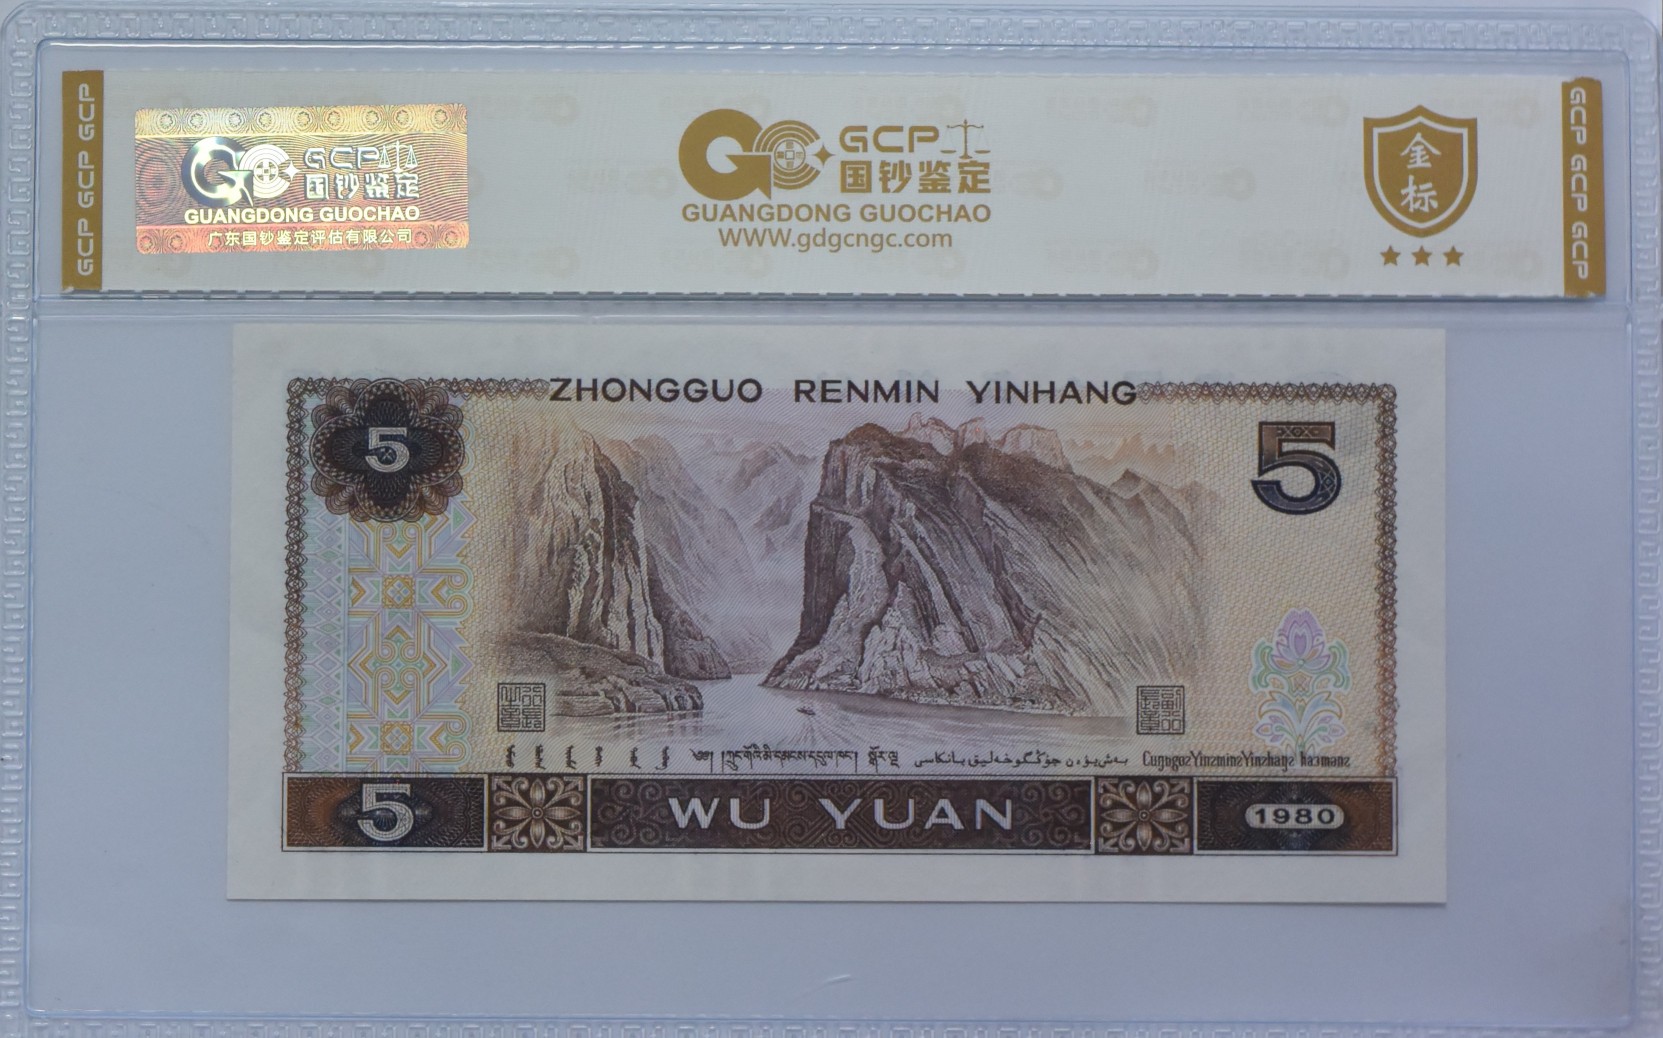 GCP GCP GCP
GCP
国钞鉴定
GUANGDONG GUOCHAO
广东国钞鉴定评估有限公司
GCP
国钞鉴定
GUANGDONG GUOCHAO
WWW.gdgcngc.com
金
标
GCP GCP GCP
ZHONGGUO RENMIN YINHANG
5
5
5 WU YUAN 1980